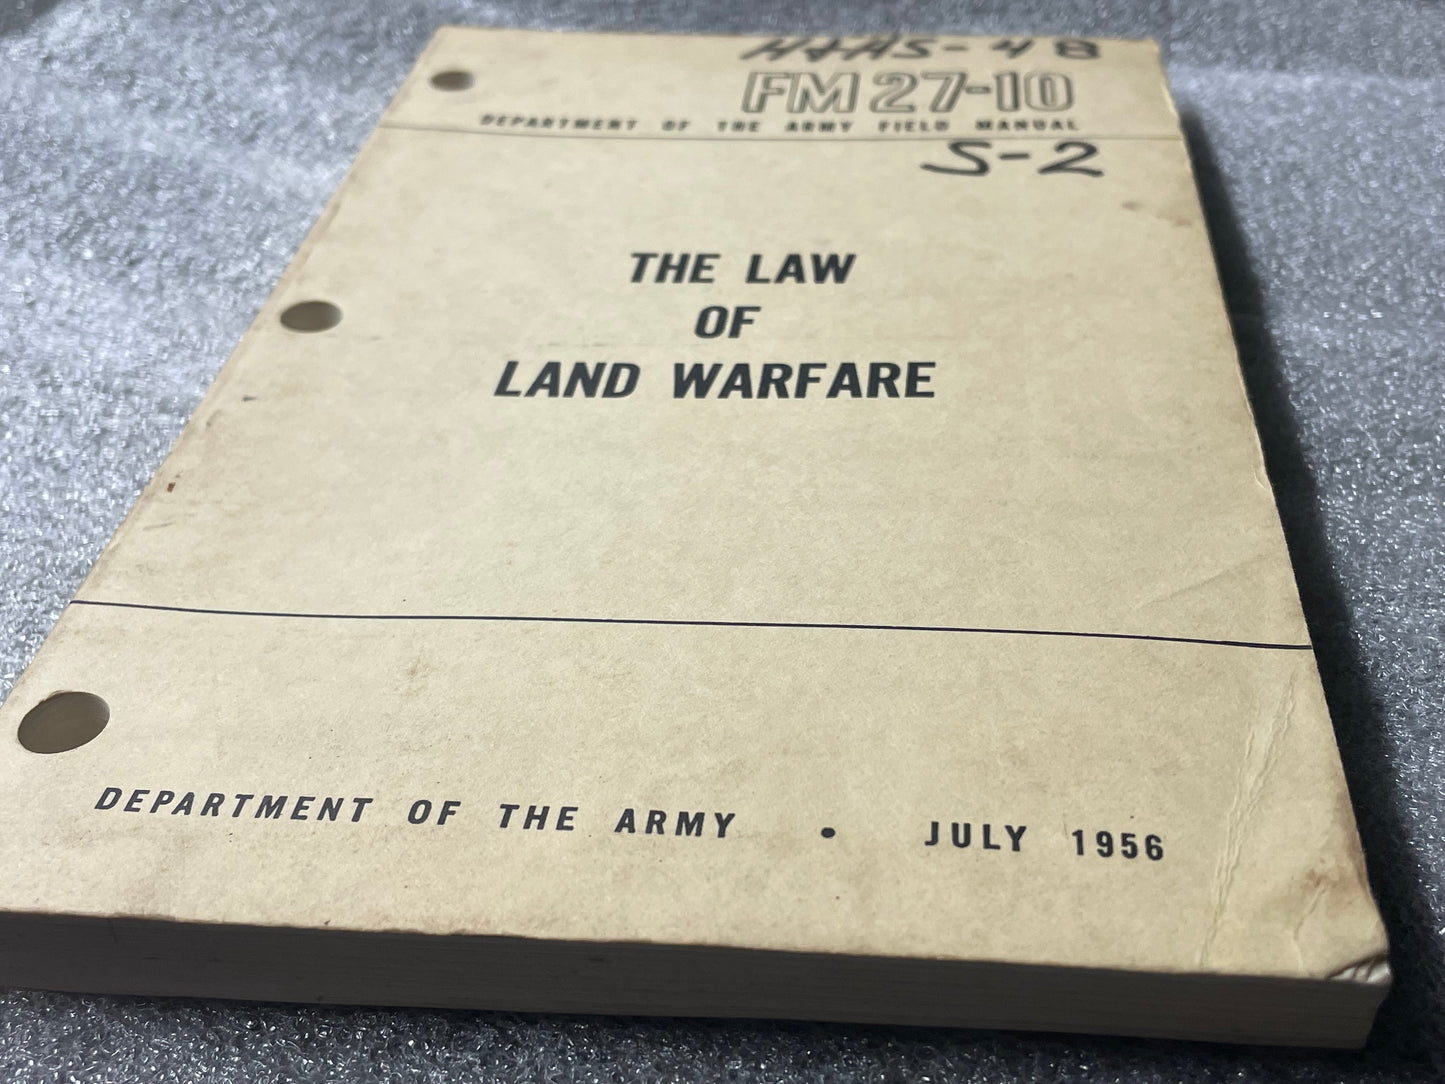 HAAS-48
FM 27-10
DEPARTMENT OF THE ARMY FIELD MANUAL
S-2
THE LAW
OF
LAND WARFARE
DEPARTMENT OF THE ARMY • JULY 1956